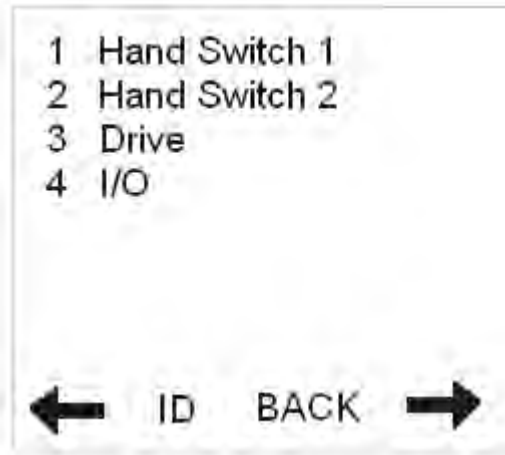 1 Hand Switch 1
2 Hand Switch 2
3 Drive
4 I/O
ID BACK